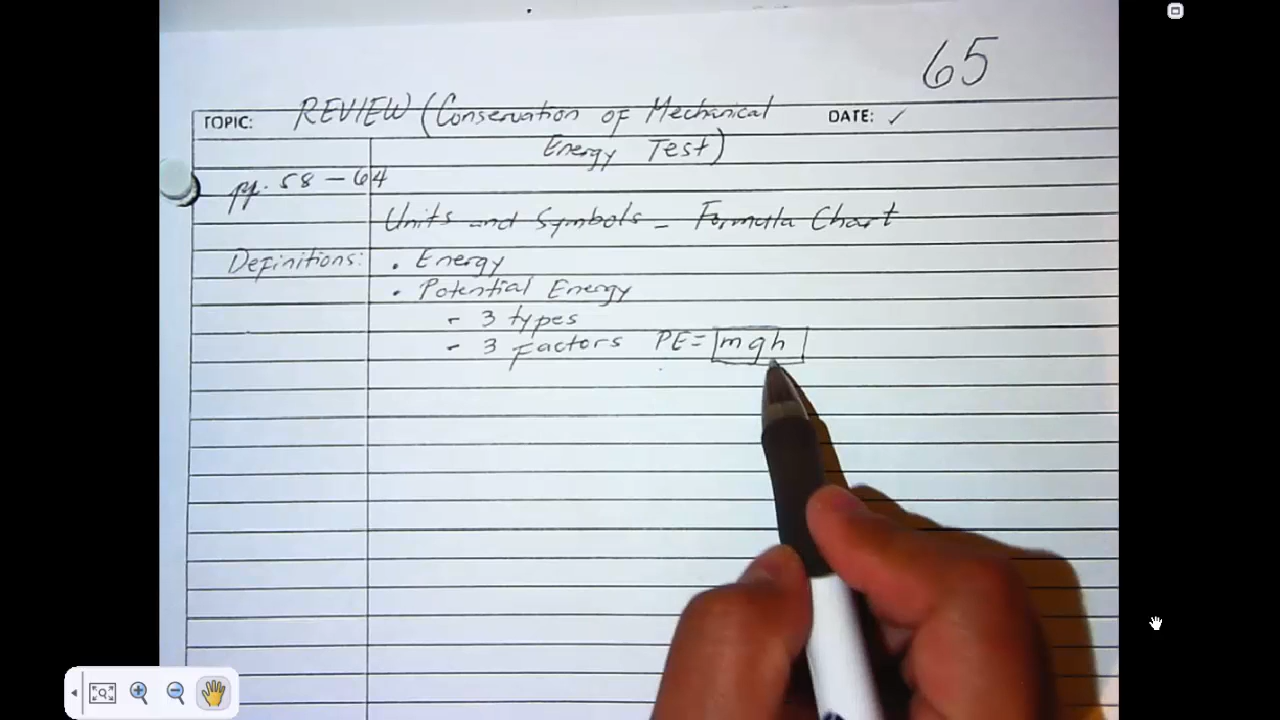 65
TOPIC: REVIEW (Conservation of Mechanical DATE: ✓
Energy Test)
pp. 58 - 64
Units and Symbols - Formula Chart
Definitions: • Energy
• Potential Energy
- 3 types
- 3 Factors PE = mgh